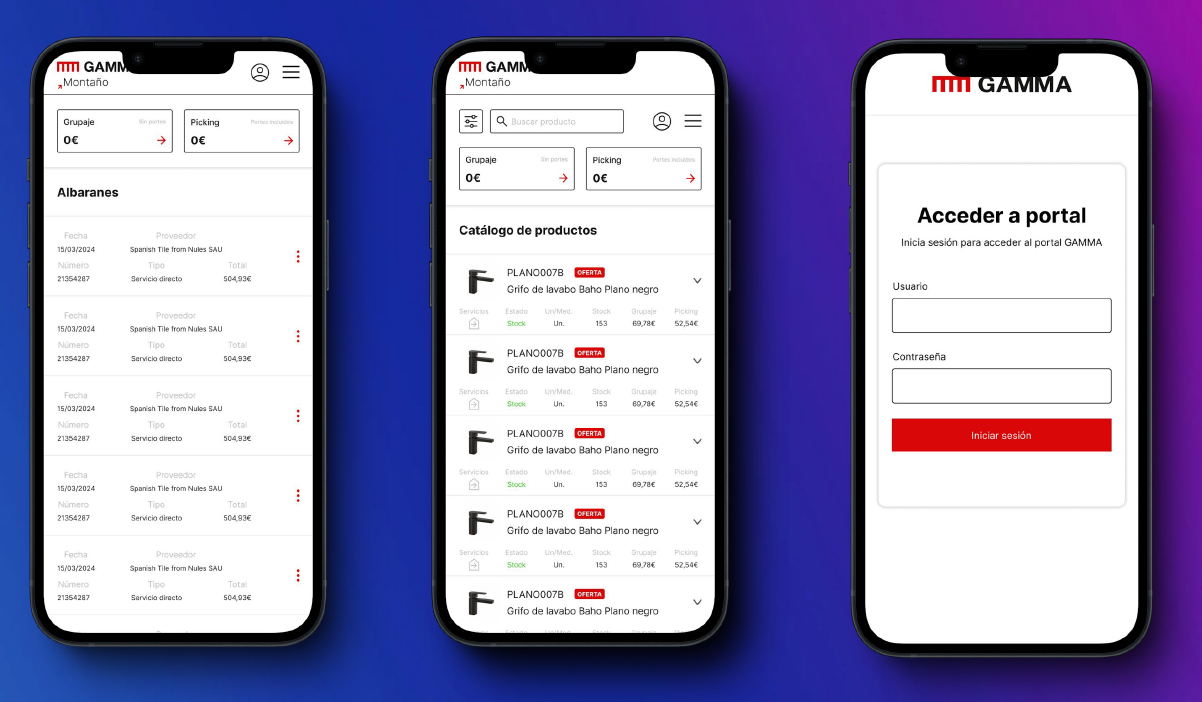 GAMM
Montaño
Grupaje
Sin portes
0€
Picking
Portes incluidos
0€
Albaranes
Fecha Proveedor
15/03/2024 Spanish Tile from Nules SAU
Número Tipo Total
21354287 Servicio directo 504,93€
Fecha Proveedor
15/03/2024 Spanish Tile from Nules SAU
Número Tipo Total
21354287 Servicio directo 504,93€
Fecha Proveedor
15/03/2024 Spanish Tile from Nules SAU
Número Tipo Total
21354287 Servicio directo 504,93€
Fecha Proveedor
15/03/2024 Spanish Tile from Nules SAU
Número Tipo Total
21354287 Servicio directo 504,93€
Fecha Proveedor
15/03/2024 Spanish Tile from Nules SAU
Número Tipo Total
21354287 Servicio directo 504,93€
GAMM
Montaño
Buscar producto
Grupaje
Sin portes
0€
Picking
Portes incluidos
0€
Catálogo de productos
PLANO007B OFERTA
Grifo de lavabo Baho Plano negro
Servicios Estado Un/Med. Stock Grupaje Picking
Stock Un. 153 69,78€ 52,54€
PLANO007B OFERTA
Grifo de lavabo Baho Plano negro
Servicios Estado Un/Med. Stock Grupaje Picking
Stock Un. 153 69,78€ 52,54€
PLANO007B OFERTA
Grifo de lavabo Baho Plano negro
Servicios Estado Un/Med. Stock Grupaje Picking
Stock Un. 153 69,78€ 52,54€
PLANO007B OFERTA
Grifo de lavabo Baho Plano negro
Servicios Estado Un/Med. Stock Grupaje Picking
Stock Un. 153 69,78€ 52,54€
PLANO007B OFERTA
Grifo de lavabo Baho Plano negro
GAMMA
Acceder a portal
Inicia sesión para acceder al portal GAMMA
Usuario
Contraseña
Iniciar sesión